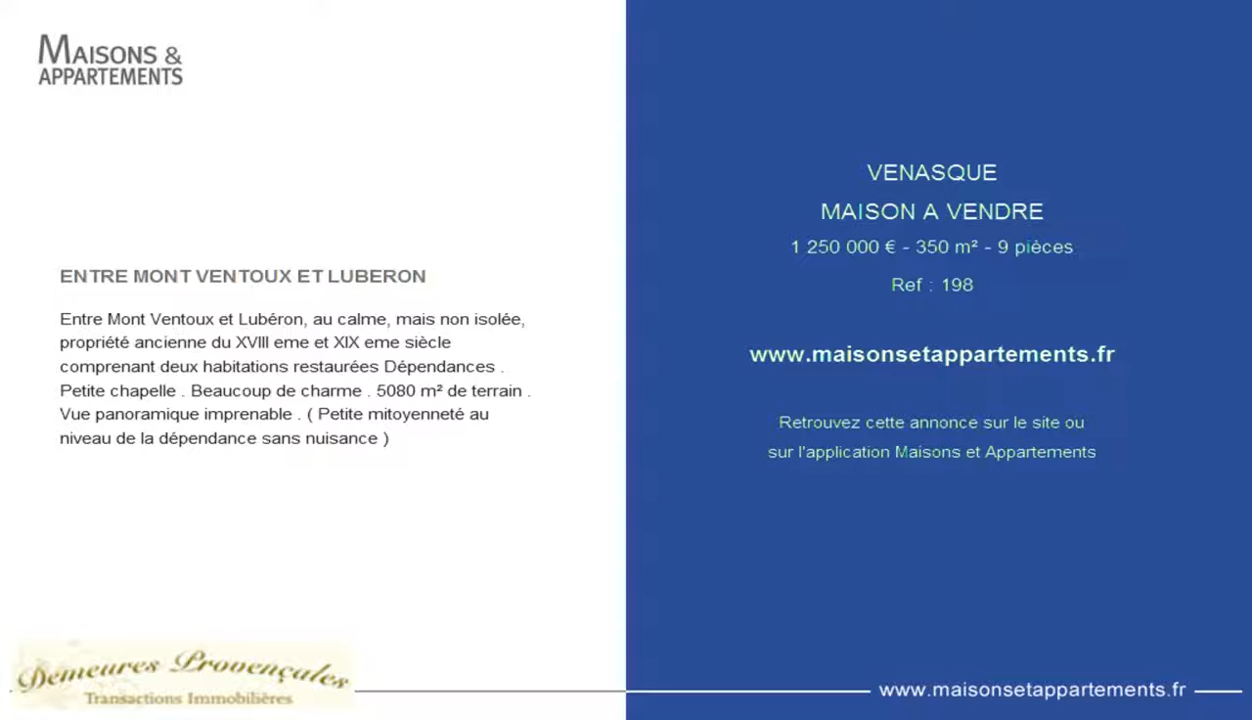 MAISONS &
APPARTEMENTS
ENTRE MONT VENTOUX ET LUBERON
Entre Mont Ventoux et Lubéron, au calme, mais non isolée,
propriété ancienne du XVIII eme et XIX eme siècle
comprenant deux habitations restaurées Dépendances .
Petite chapelle . Beaucoup de charme . 5080 m² de terrain .
Vue panoramique imprenable . ( Petite mitoyenneté au
niveau de la dépendance sans nuisance )
Demeures Provençales
Transactions Immobilières
VENASQUE
MAISON A VENDRE
1 250 000 € - 350 m² - 9 pièces
Ref : 198
www.maisonsetappartements.fr
Retrouvez cette annonce sur le site ou
sur l'application Maisons et Appartements
www.maisonsetappartements.fr